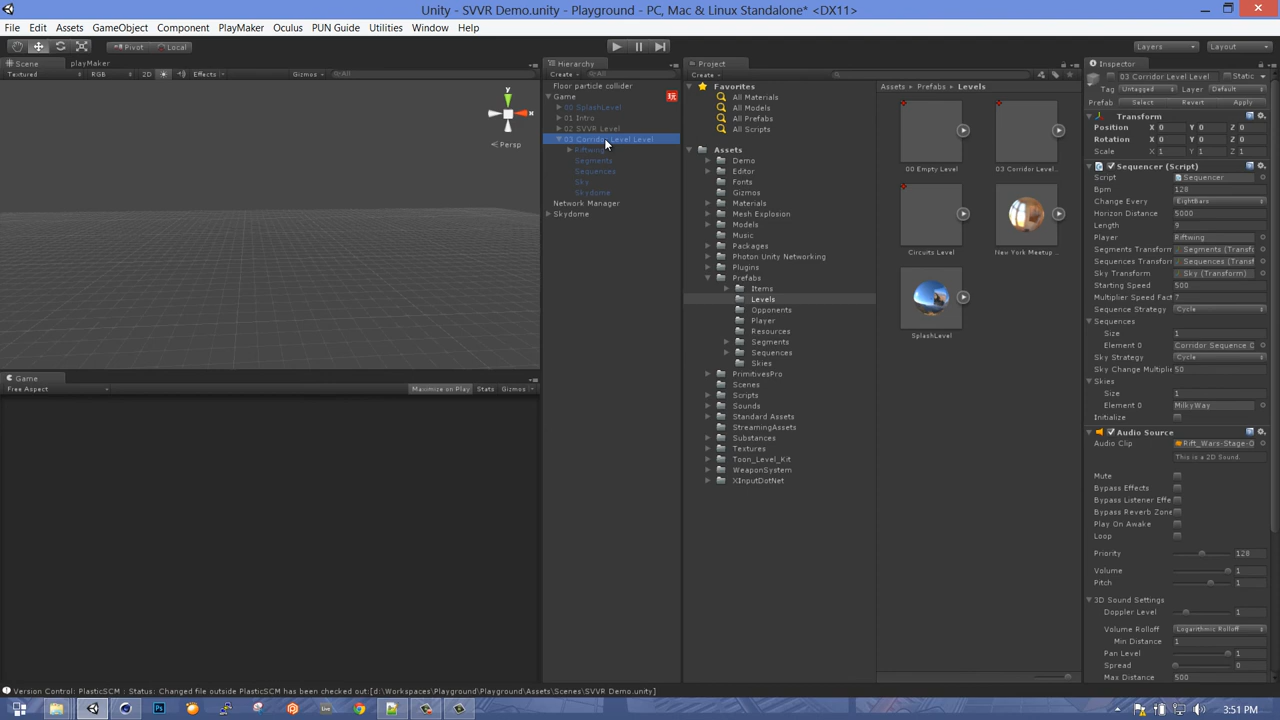 Unity - SVVR Demo.unity - Playground - PC, Mac & Linux Standalone* <DX11>
File Edit Assets GameObject Component PlayMaker Oculus PUN Guide Utilities Window Help
Pivot Local Layers Layout
Scene playMaker
Textured RGB 2D Effects Gizmos All
Persp
Game
Free Aspect Maximize on Play Stats Gizmos
Hierarchy
Create All
Floor particle collider
Game
00 SplashLevel
01 Intro
02 SVVR Level
03 Corridor Level Level
Riftwing
Segments
Sequences
Sky
Skydome
Network Manager
Skydome
Project
Create
Favorites
All Materials
All Models
All Prefabs
All Scripts
Assets
Demo
Editor
Fonts
Gizmos
Materials
Mesh Explosion
Models
Music
Packages
Photon Unity Networking
Plugins
Prefabs
Items
Levels
Opponents
Player
Resources
Segments
Sequences
Skies
PrimitivesPro
Scenes
Scripts
Sounds
Standard Assets
StreamingAssets
Substances
Textures
Toon_Level_Kit
WeaponSystem
XInputDotNet
Assets ▸ Prefabs ▸ Levels
00 Empty Level
03 Corridor Level...
Circuits Level
New York Meetup ...
SplashLevel
Inspector
03 Corridor Level Level Static
Tag Untagged Layer Default
Prefab Select Revert Apply
Transform
Position X 0 Y 0 Z 0
Rotation X 0 Y 0 Z 0
Scale X 1 Y 1 Z 1
Sequencer (Script)
Script Sequencer
Bpm 128
Change Every EightBars
Horizon Distance 5000
Length 9
Player Riftwing
Segments Transform Segments (Transf
Sequences Transform Sequences (Transf
Sky Transform Sky (Transform)
Starting Speed 500
Multiplier Speed Fact 7
Sequence Strategy Cycle
Sequences
Size 1
Element 0 Corridor Sequence C
Sky Strategy Cycle
Sky Change Multiplie 50
Skies
Size 1
Element 0 MilkyWay
Initialize
Audio Source
Audio Clip Rift_Wars-Stage-0
This is a 2D Sound.
Mute
Bypass Effects
Bypass Listener Effe
Bypass Reverb Zone
Play On Awake
Loop
Priority 128
Volume 1
Pitch 1
3D Sound Settings
Doppler Level 1
Volume Rolloff Logarithmic Rolloff
Min Distance 1
Pan Level 1
Spread 0
Max Distance 500
Version Control: PlasticSCM : Status: Changed file outside PlasticSCM has been checked out:[d:\Workspaces\Playground\Playground\Assets\Scenes\SVVR Demo.unity]
3:51 PM